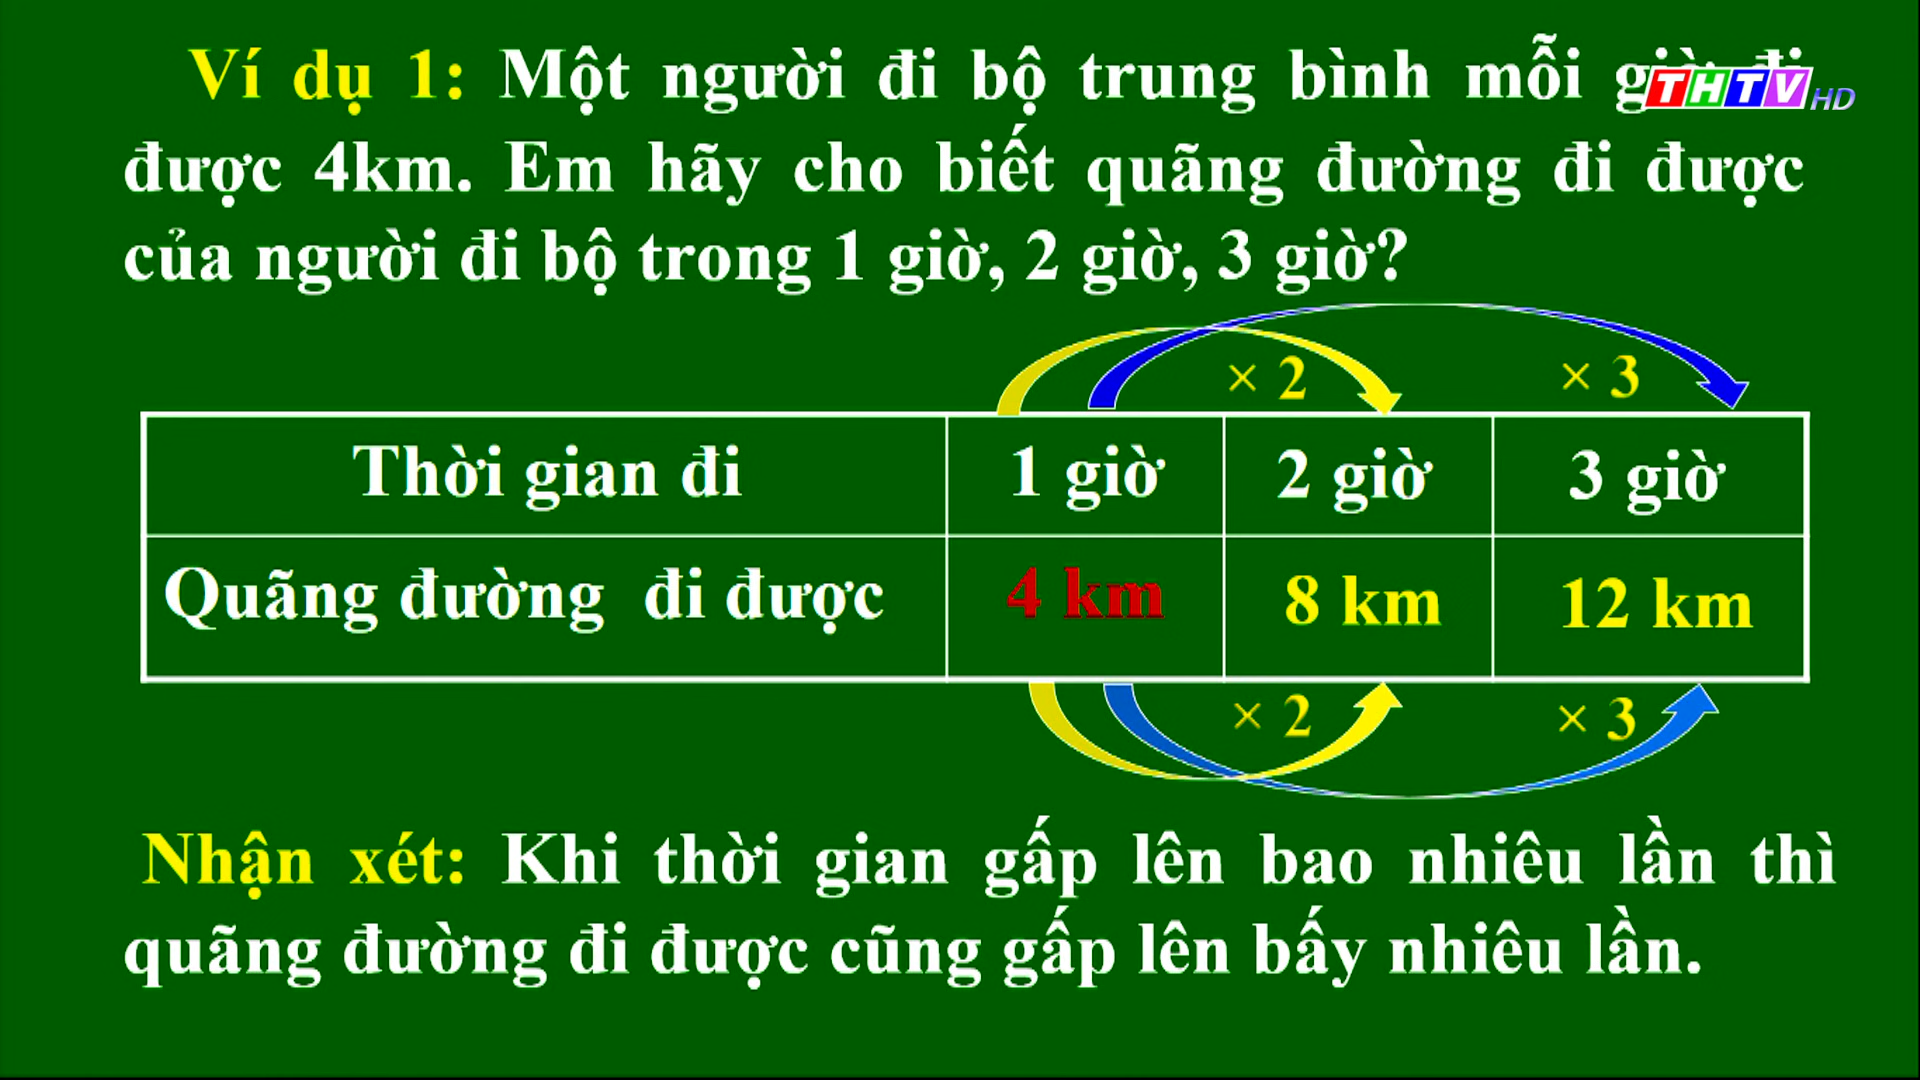 Ví dụ 1: Một người đi bộ trung bình mỗi giờ đi
THTV HD
được 4km. Em hãy cho biết quãng đường đi được
của người đi bộ trong 1 giờ, 2 giờ, 3 giờ?
× 2 × 3
Thời gian đi 1 giờ 2 giờ 3 giờ
Quãng đường đi được 4 km 8 km 12 km
× 2 × 3
Nhận xét: Khi thời gian gấp lên bao nhiêu lần thì
quãng đường đi được cũng gấp lên bấy nhiêu lần.